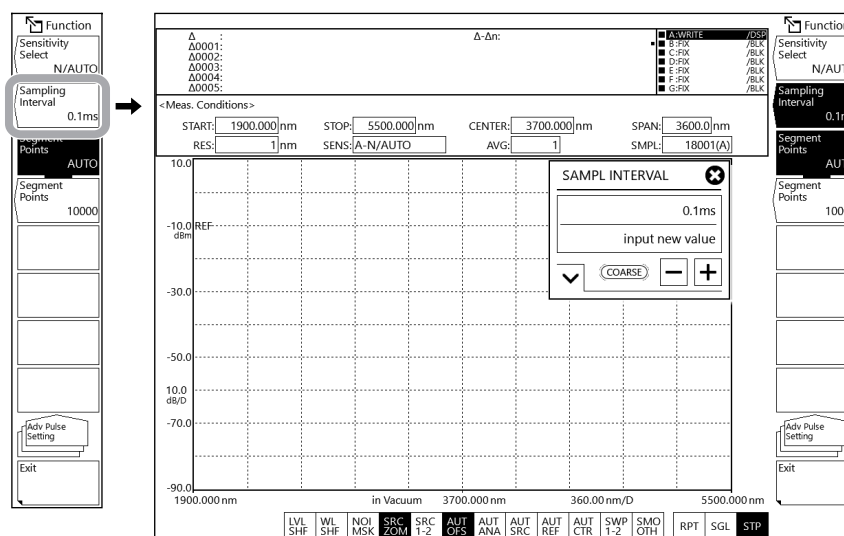 Function
Sensitivity
Select
N/AUTO
Sampling
Interval
0.1ms
Segment
Points
AUTO
Segment
Points
10000
Adv Pulse
Setting
Exit
Δ :
Δ0001:
Δ0002:
Δ0003:
Δ0004:
Δ0005:
Δ-Δn:
A:WRITE /DSP
B:FIX /BLK
C:FIX /BLK
D:FIX /BLK
E:FIX /BLK
F:FIX /BLK
G:FIX /BLK
<Meas. Conditions>
START: 1900.000 nm STOP: 5500.000 nm CENTER: 3700.000 nm SPAN: 3600.0 nm
RES: 1 nm SENS: A-N/AUTO AVG: 1 SMPL: 18001(A)
10.0
-10.0 REF
dBm
-30.0
-50.0
10.0
dB/D
-70.0
-90.0
SAMPL INTERVAL
0.1ms
input new value
COARSE
1900.000 nm in Vacuum 3700.000 nm 360.00 nm/D 5500.000 nm
LVL SHF WL SHF NOI MSK SRC ZOM SRC 1-2 AUT OFS AUT ANA AUT SRC AUT REF AUT CTR SWP 1-2 SMO OTH RPT SGL STP
Functio
Sensitivity
Select
N/AU
Sampling
Interval
0.1
Segment
Points
AU
Segment
Points
100
Adv Pulse
Setting
Exit